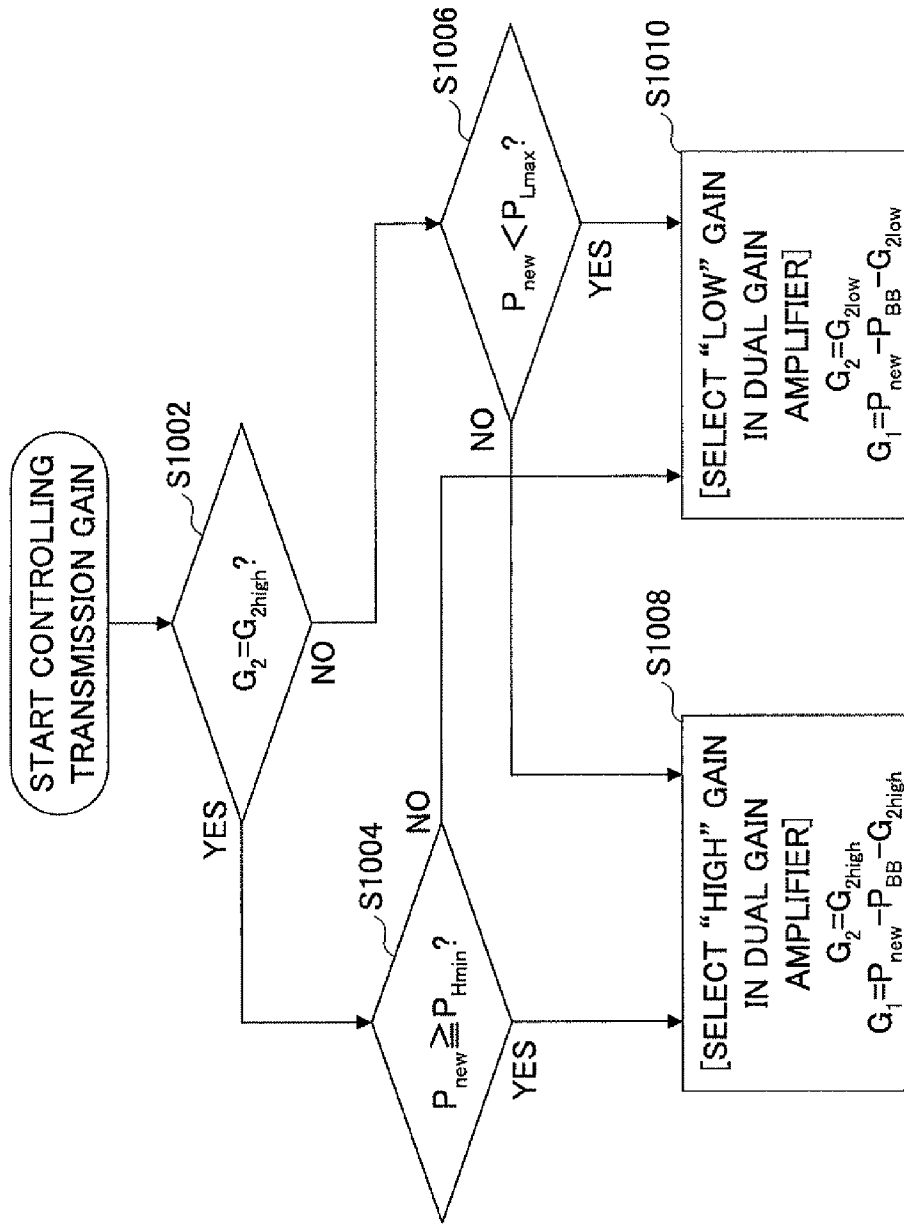 START CONTROLLING
TRANSMISSION GAIN
S1002
G2=G2high?
YES
NO
S1004
Pnew≧PHmin?
NO
YES
S1006
Pnew<PLmax?
NO
YES
S1008
[SELECT “HIGH” GAIN
IN DUAL GAIN
AMPLIFIER]
G2=G2high
G1=Pnew−PBB−G2high
S1010
[SELECT “LOW” GAIN
IN DUAL GAIN
AMPLIFIER]
G2=G2low
G1=Pnew−PBB−G2low